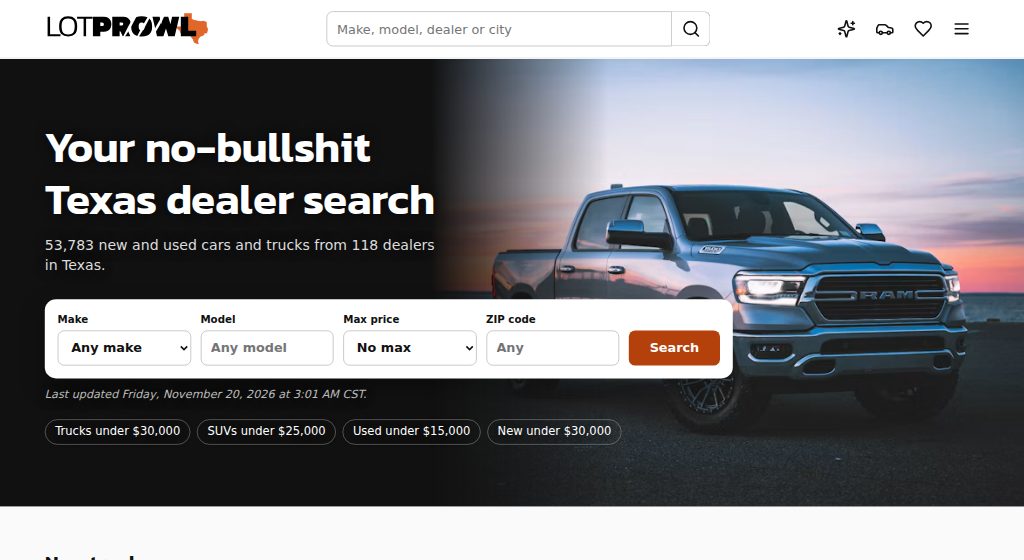 LOTPROWL
Make, model, dealer or city
Your no-bullshit
Texas dealer search
53,783 new and used cars and trucks from 118 dealers
in Texas.
Make
Model
Max price
ZIP code
Any make
Any model
No max
Any
Search
Last updated Friday, November 20, 2026 at 3:01 AM CST.
Trucks under $30,000
SUVs under $25,000
Used under $15,000
New under $30,000
RAM